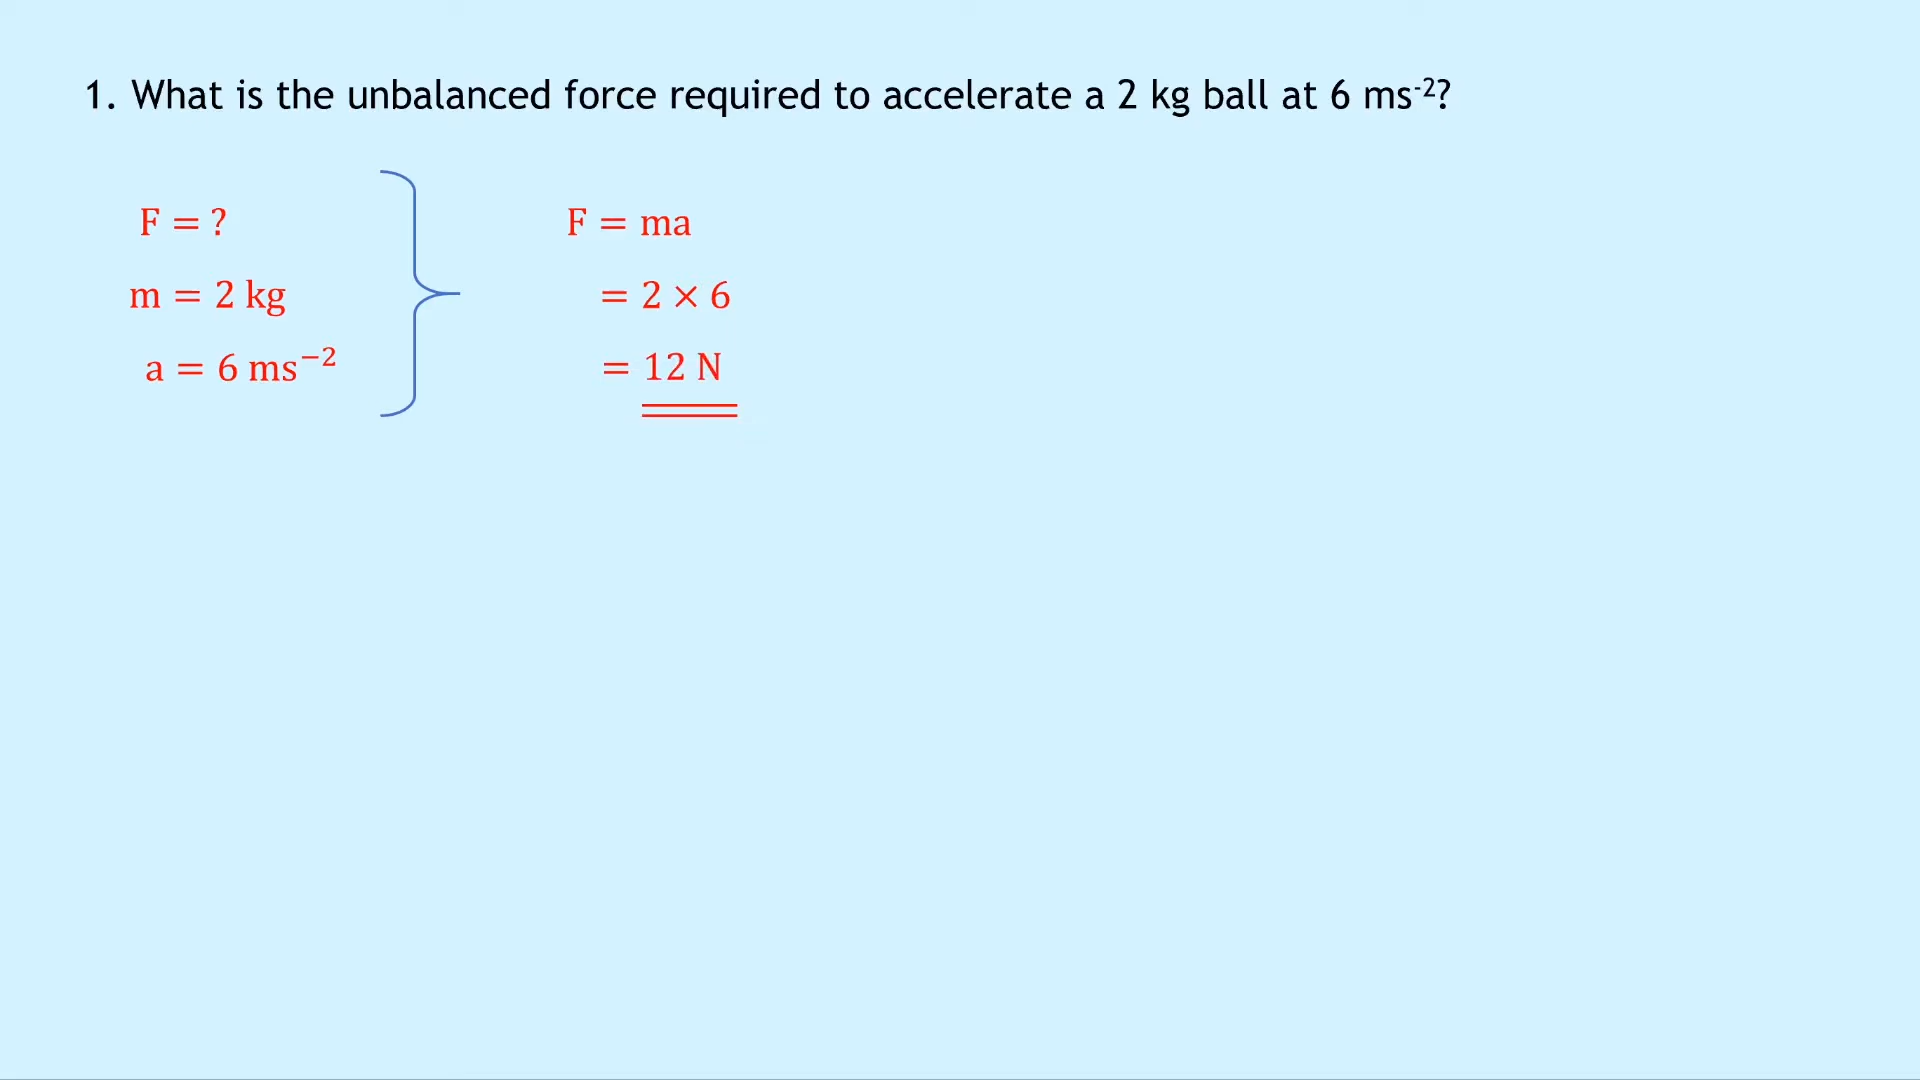 1. What is the unbalanced force required to accelerate a 2 kg ball at 6 ms⁻²?
F = ?
m = 2 kg
a = 6 ms⁻²
F = ma
= 2 × 6
= 12 N